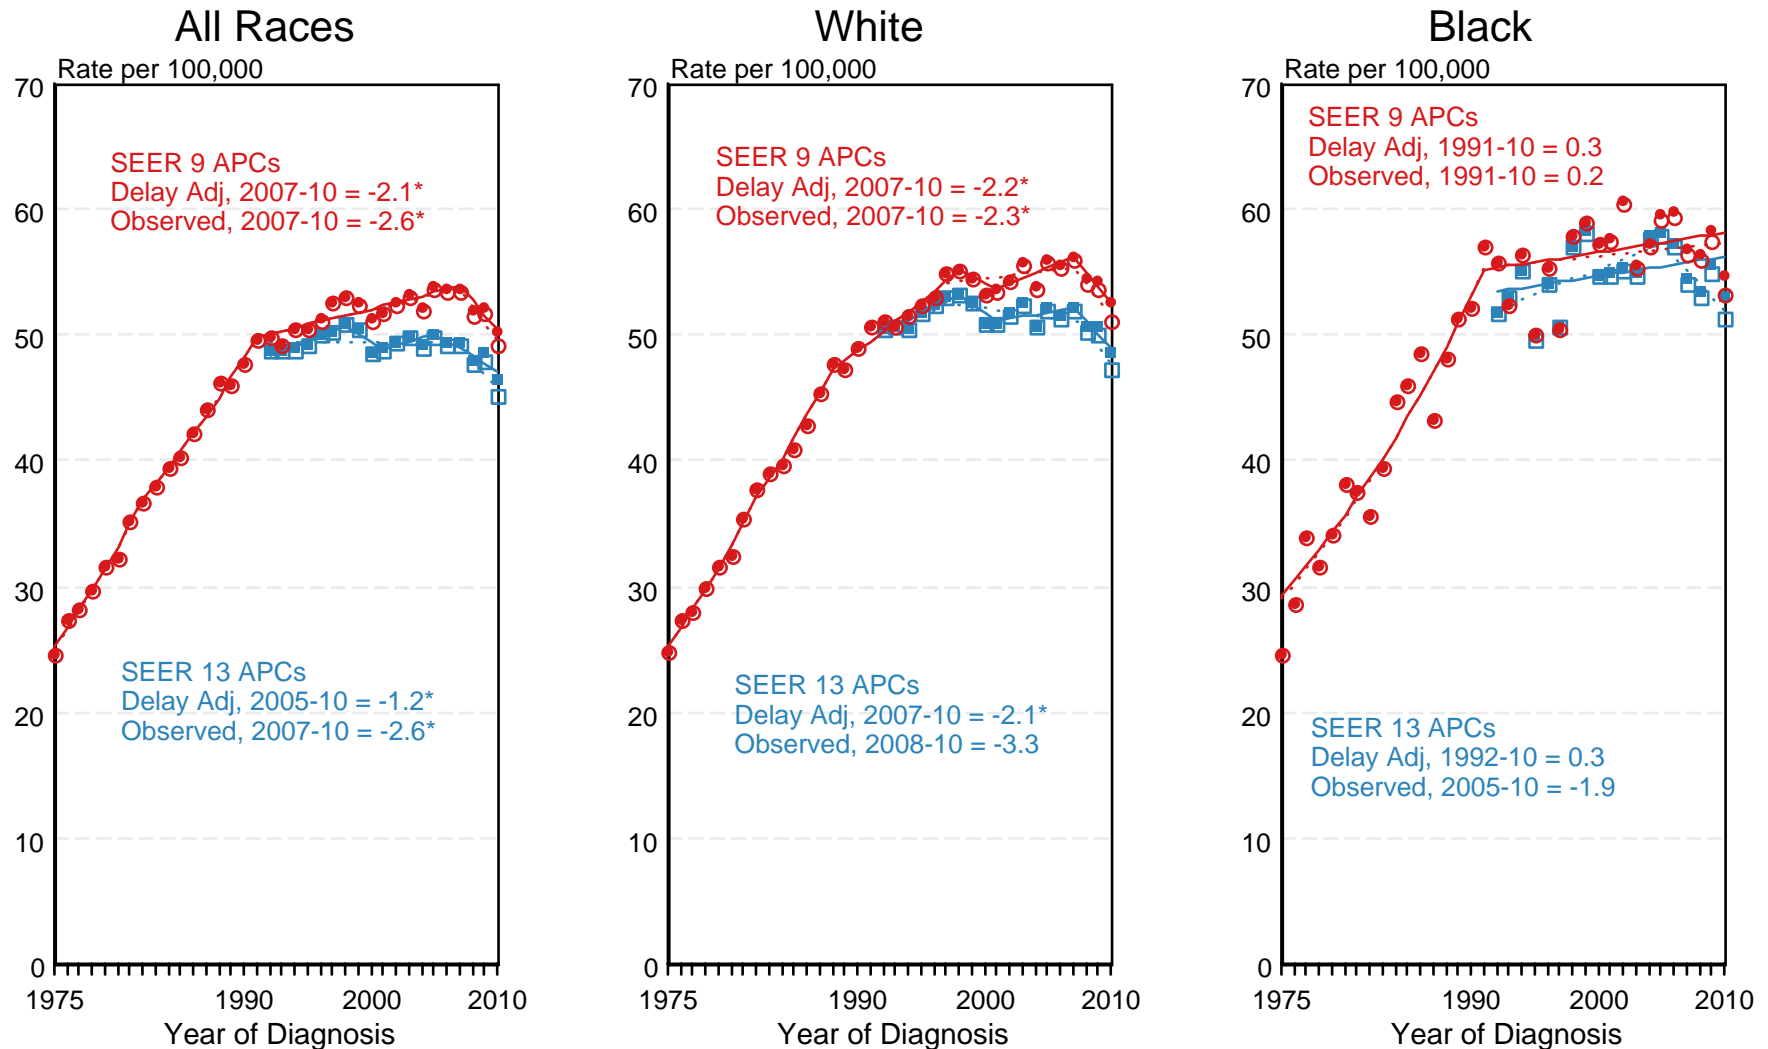 All Races
Rate per 100,000
70
60
50
40
30
20
10
0
SEER 9 APCs
Delay Adj, 2007-10 = -2.1*
Observed, 2007-10 = -2.6*
SEER 13 APCs
Delay Adj, 2005-10 = -1.2*
Observed, 2007-10 = -2.6*
1975 1990 2000 2010
Year of Diagnosis
White
Rate per 100,000
70
60
50
40
30
20
10
0
SEER 9 APCs
Delay Adj, 2007-10 = -2.2*
Observed, 2007-10 = -2.3*
SEER 13 APCs
Delay Adj, 2007-10 = -2.1*
Observed, 2008-10 = -3.3
1975 1990 2000 2010
Year of Diagnosis
Black
Rate per 100,000
70
60
50
40
30
20
10
0
SEER 9 APCs
Delay Adj, 1991-10 = 0.3
Observed, 1991-10 = 0.2
SEER 13 APCs
Delay Adj, 1992-10 = 0.3
Observed, 2005-10 = -1.9
1975 1990 2000 2010
Year of Diagnosis